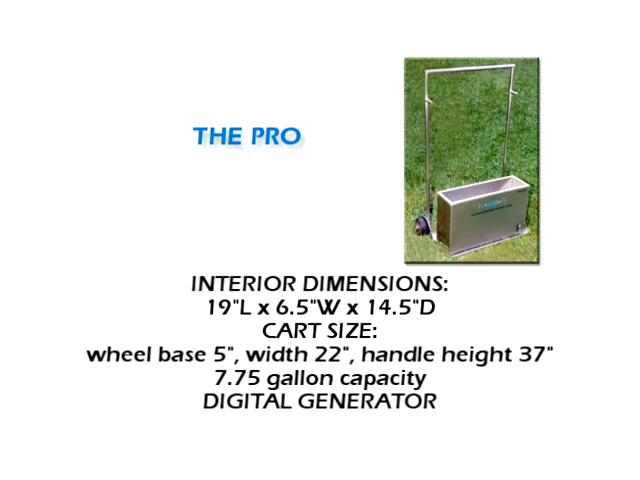 THE PRO
INTERIOR DIMENSIONS:
19"L x 6.5"W x 14.5"D
CART SIZE:
wheel base 5", width 22", handle height 37"
7.75 gallon capacity
DIGITAL GENERATOR